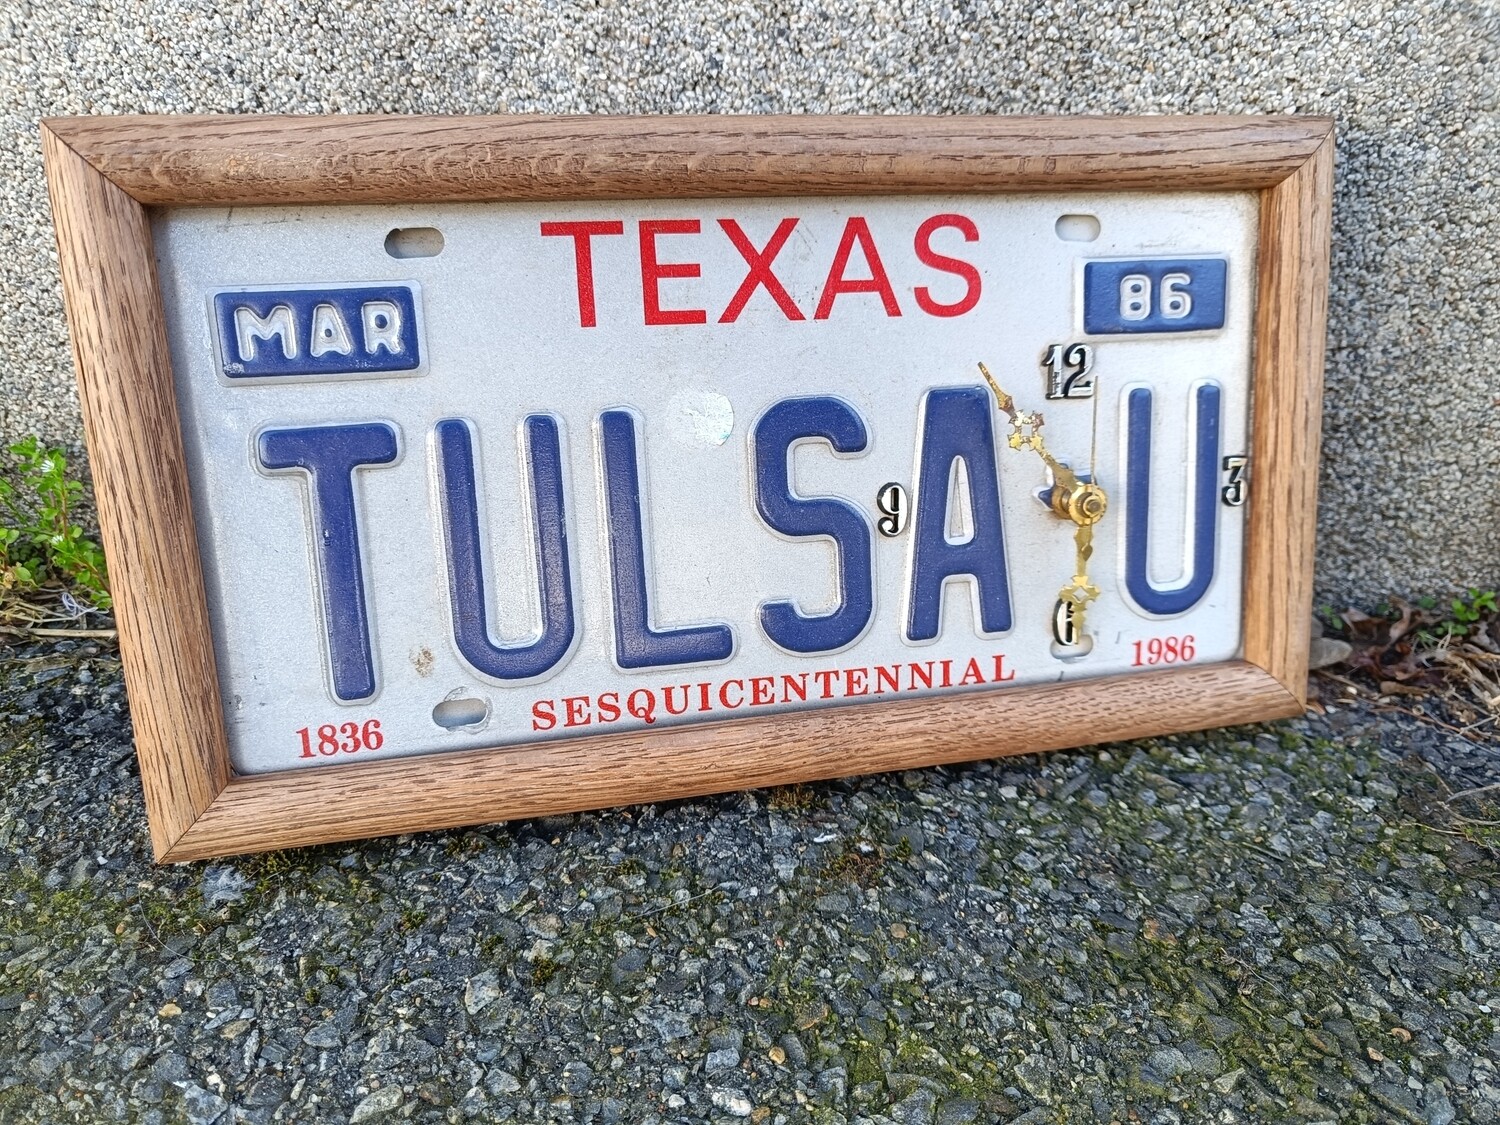 TEXAS
MAR 86
TULSA U
12
9 3
6
1836 SESQUICENTENNIAL 1986